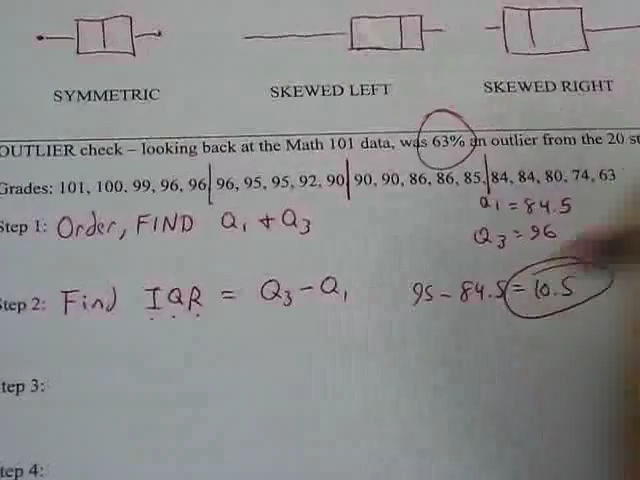 SYMMETRIC SKEWED LEFT SKEWED RIGHT
OUTLIER check – looking back at the Math 101 data, was 63% an outlier from the 20 st
Grades: 101, 100, 99, 96, 96 96, 95, 95, 92, 90 90, 90, 86, 86, 85, 84, 84, 80, 74, 63
Q1 = 84.5
Step 1: Order, FIND Q1 + Q3
Q3 = 96
Step 2: Find IQR = Q3 – Q1 95 – 84.5 = 10.5
tep 3:
tep 4: